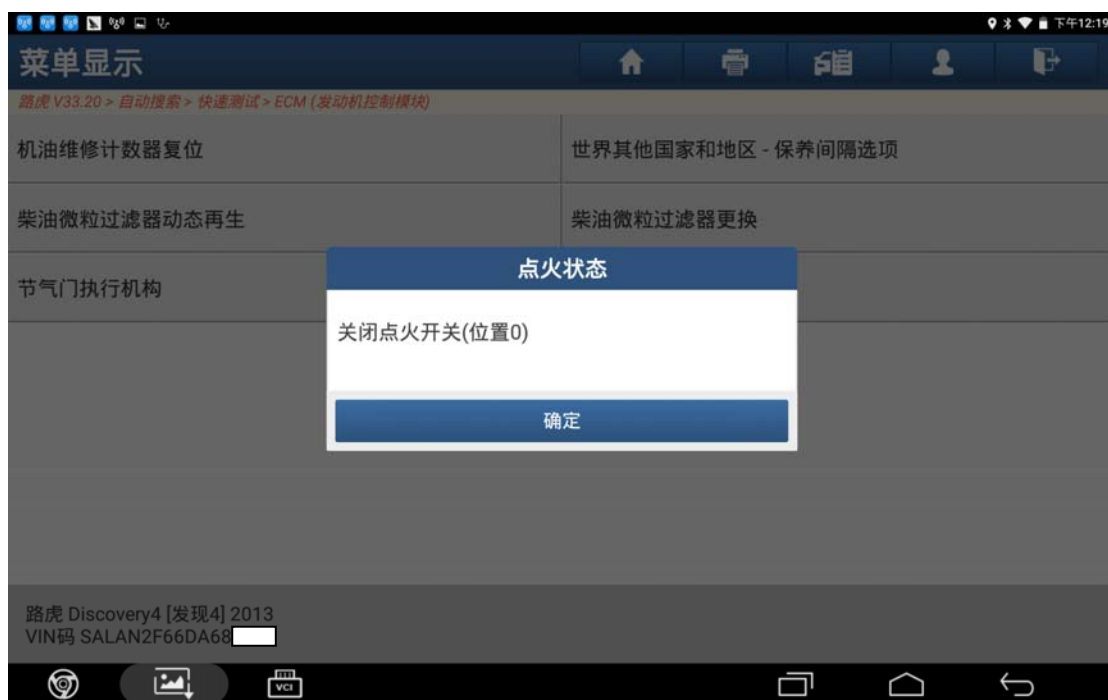 下午12:19
菜单显示
路虎 V33.20 > 自动搜索 > 快速测试 > ECM (发动机控制模块)
机油维修计数器复位
世界其他国家和地区 - 保养间隔选项
柴油微粒过滤器动态再生
柴油微粒过滤器更换
节气门执行机构
点火状态
关闭点火开关(位置0)
确定
路虎 Discovery4 [发现4] 2013
VIN码 SALAN2F66DA68
VCI